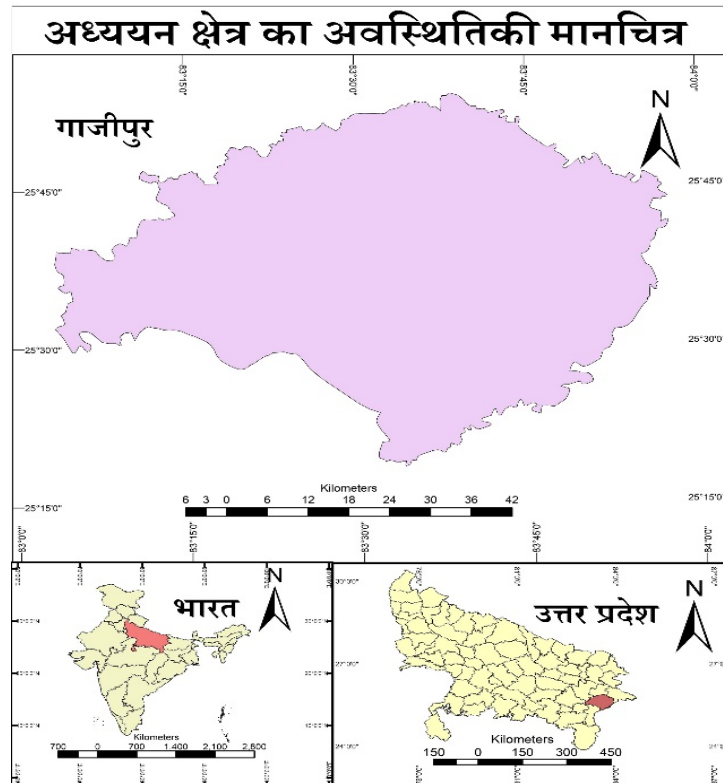 अध्ययन क्षेत्र का अवस्थितिकी मानचित्र
83°15'0" 83°30'0" 83°45'0" 84°0'0"
गाजीपुर
N
25°45'0" 25°45'0"
25°30'0" 25°30'0"
25°15'0" 25°15'0"
Kilometers
6 3 0 6 12 18 24 30 36 42
83°0'0" 83°15'0" 83°30'0" 83°45'0" 84°0'0"
भारत
N
Kilometers
700 0 700 1,400 2,100 2,800
उत्तर प्रदेश
N
Kilometers
150 0 150 300 450